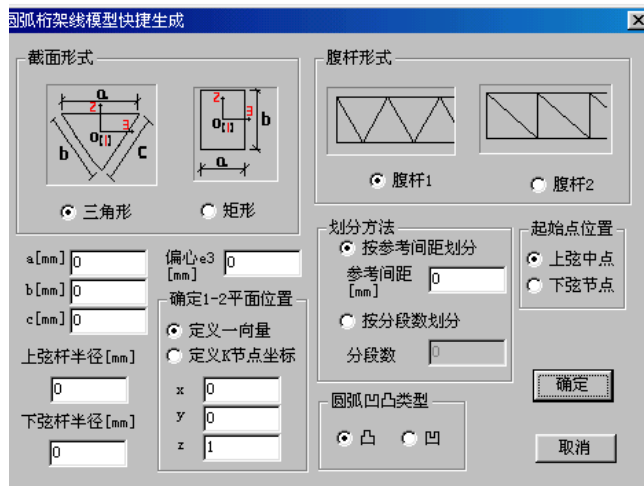 圆弧桁架线模型快捷生成
截面形式
a
2
3
O
1
b
C
2
3
O
1
b
a
三角形
矩形
腹杆形式
腹杆1
腹杆2
a[mm] 0
b[mm] 0
c[mm] 0
上弦杆半径[mm]
0
下弦杆半径[mm]
0
偏心e3
[mm]
0
确定1-2平面位置
定义一向量
定义K节点坐标
x 0
y 0
z 1
划分方法
按参考间距划分
参考间距
[mm]
0
按分段数划分
分段数 0
圆弧凹凸类型
凸
凹
起始点位置
上弦中点
下弦节点
确定
取消